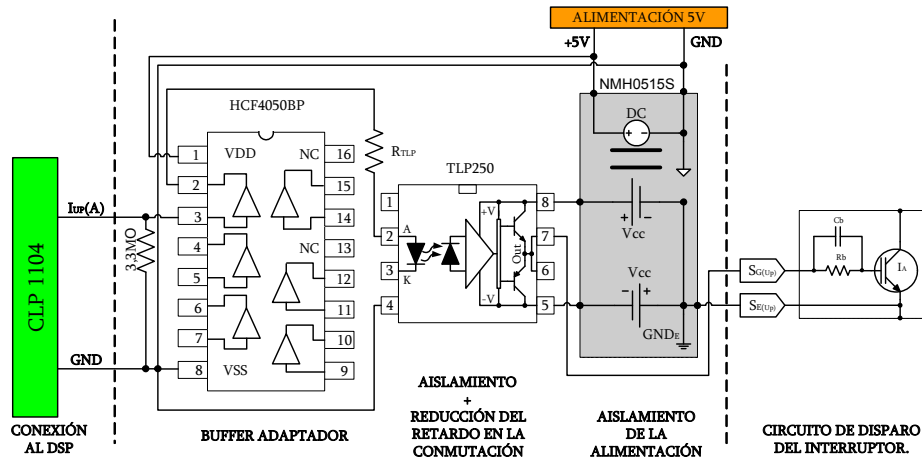 ALIMENTACIÓN 5V
+5V
GND
NMH0515S
DC
+ -
HCF4050BP
VDD
NC
1
2
3
4
5
6
7
8
16
15
14
13
12
11
10
9
NC
VSS
RTLP
TLP250
1
2
3
4
A
K
+V
-V
Out
8
7
6
5
+ -
Vcc
Vcc
- +
GNDE
CLP 1104
IUP(A)
3,3MO
GND
SG(Up)
SE(Up)
Cb
Rb
IA
CONEXIÓN
AL DSP
BUFFER ADAPTADOR
AISLAMIENTO
+
REDUCCIÓN DEL
RETARDO EN LA
CONMUTACIÓN
AISLAMIENTO
DE LA
ALIMENTACIÓN
CIRCUITO DE DISPARO
DEL INTERRUPTOR.